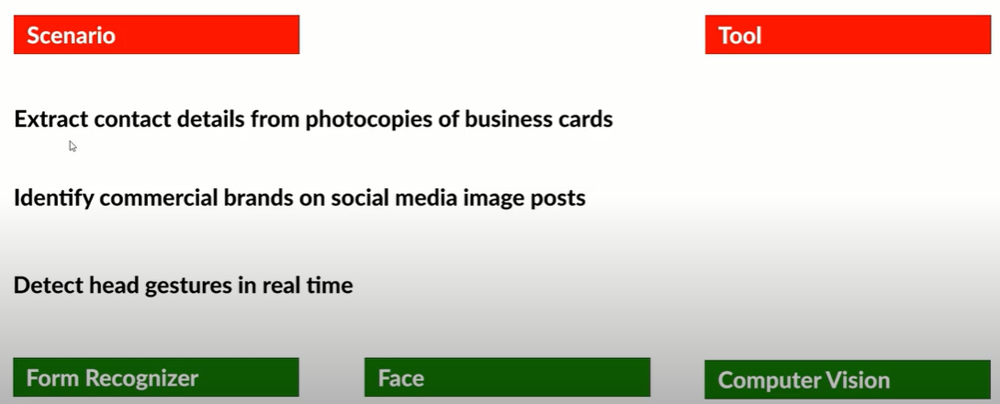 Scenario
Tool
Extract contact details from photocopies of business cards
Identify commercial brands on social media image posts
Detect head gestures in real time
Form Recognizer
Face
Computer Vision